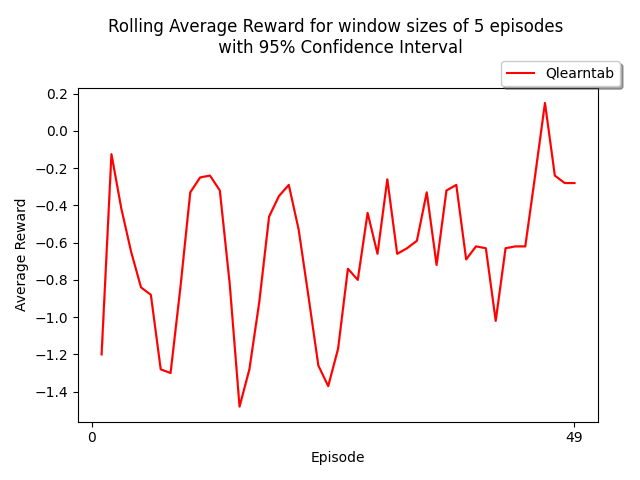 Rolling Average Reward for window sizes of 5 episodes
with 95% Confidence Interval
Qlearntab
0.2
0.0
−0.2
−0.4
−0.6
−0.8
−1.0
−1.2
−1.4
Average Reward
0
49
Episode